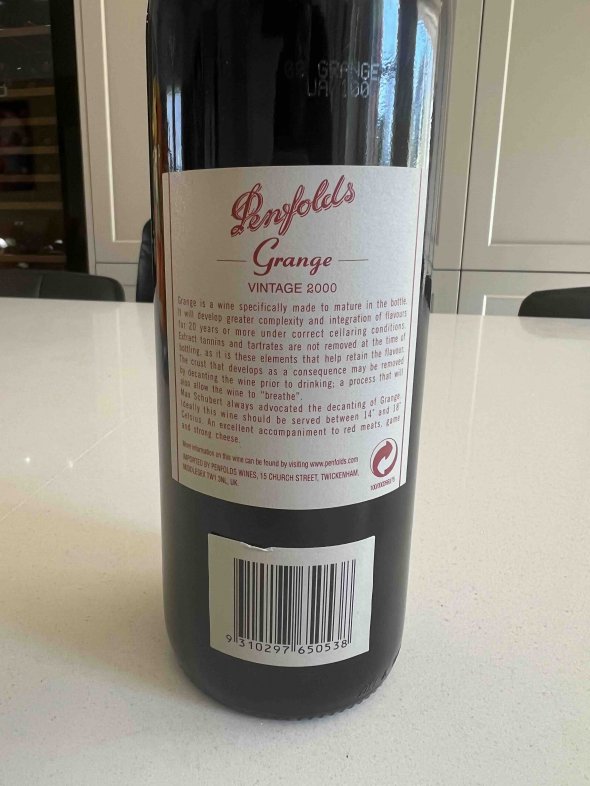 00 GRANGE
Penfolds
Grange
VINTAGE 2000
Grange is a wine specifically made to mature in the bottle.
It will develop greater complexity and integration of flavours
for 20 years or more under correct cellaring conditions.
Extract tannins and tartrates are not removed at the time of
bottling, as it is these elements that help retain the flavour.
The crust that develops as a consequence may be removed
by decanting the wine prior to drinking; a process that will
also allow the wine to "breathe".
Max Schubert always advocated the decanting of Grange.
Ideally this wine should be served between 14° and 18°
Celsius. An excellent accompaniment to red meats, game
and strong cheese.
More information on this wine can be found by visiting www.penfolds.com
IMPORTED BY PENFOLDS WINES, 15 CHURCH STREET, TWICKENHAM,
MIDDLESEX TW1 3NL, UK.
9 310297 650538